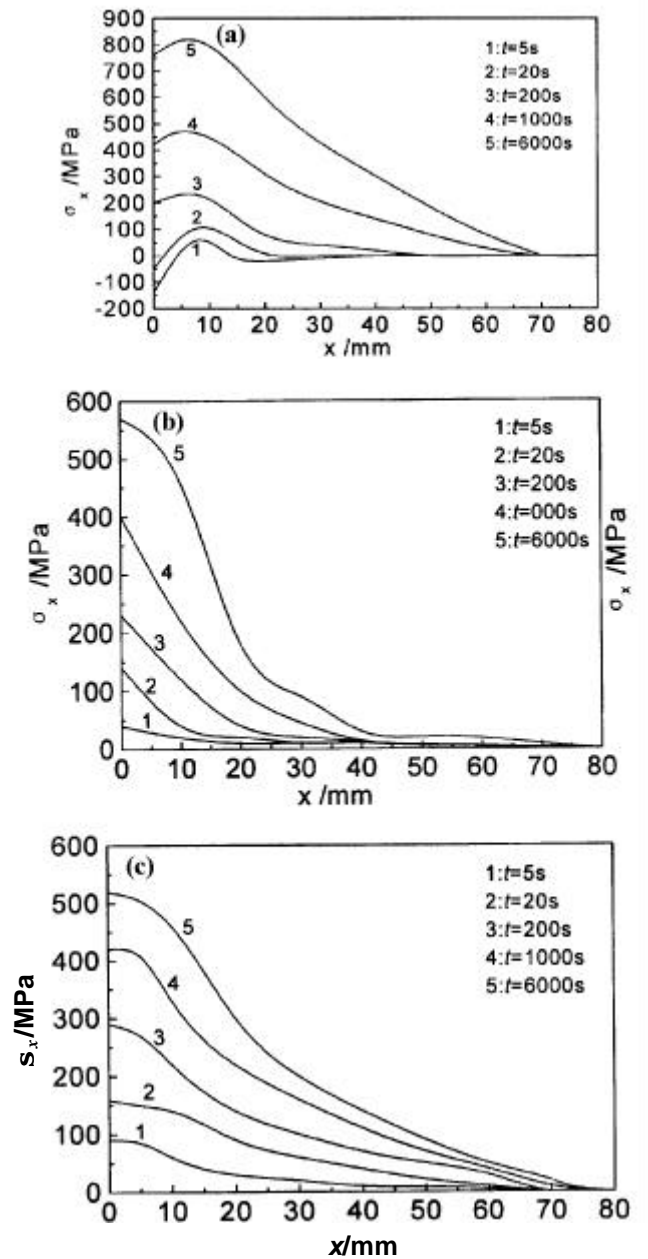 (a)
900
800
700
600
500
400
300
200
100
0
-100
-200
σx /MPa
5
4
3
2
1
1:t=5s
2:t=20s
3:t=200s
4:t=1000s
5:t=6000s
0 10 20 30 40 50 60 70 80
x /mm
(b)
600
500
400
300
200
100
0
σx /MPa
5
4
3
2
1
1:t=5s
2:t=20s
3:t=200s
4:t=000s
5:t=6000s
σx /MPa
0 10 20 30 40 50 60 70 80
x /mm
(c)
600
500
400
300
200
100
0
sx/MPa
5
4
3
2
1
1:t=5s
2:t=20s
3:t=200s
4:t=1000s
5:t=6000s
0 10 20 30 40 50 60 70 80
x/mm